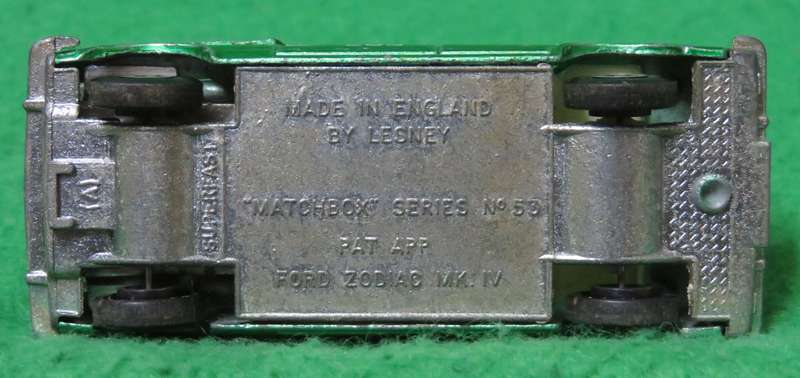 MADE IN ENGLAND
BY LESNEY
"MATCHBOX" SERIES Nº 53
PAT APP
FORD ZODIAC MK. IV
SUPERFAST
(A)